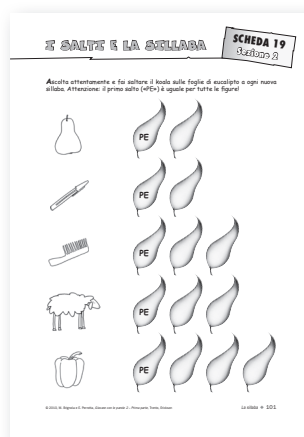 I SALTI E LA SILLABA
SCHEDA 19
Sezione 2
Ascolta attentamente e fai saltare il koala sulle foglie di eucalipto a ogni nuova
sillaba. Attenzione: il primo salto («PE») è uguale per tutte le figure!
PE
PE
PE
PE
PE
La sillaba ✦ 101